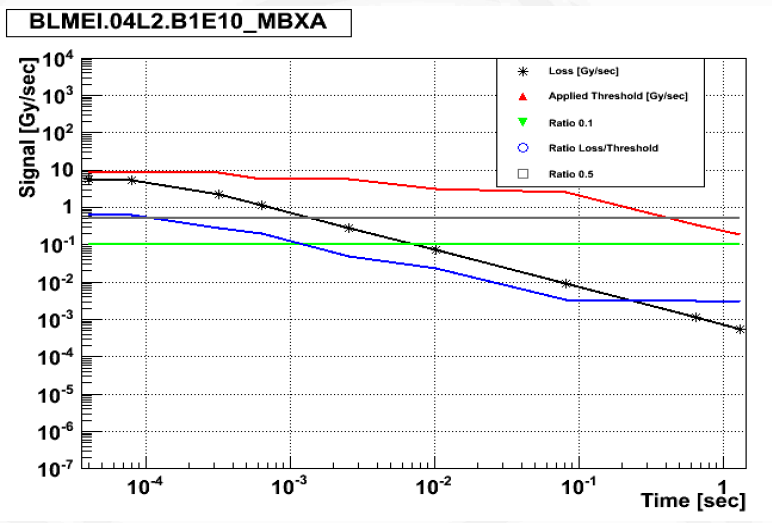 BLMEI.04L2.B1E10_MBXA
Signal [Gy/sec]
10⁴
10³
10²
10
1
10⁻¹
10⁻²
10⁻³
10⁻⁴
10⁻⁵
10⁻⁶
10⁻⁷
Loss [Gy/sec]
Applied Threshold [Gy/sec]
Ratio 0.1
Ratio Loss/Threshold
Ratio 0.5
10⁻⁴ 10⁻³ 10⁻² 10⁻¹ 1
Time [sec]